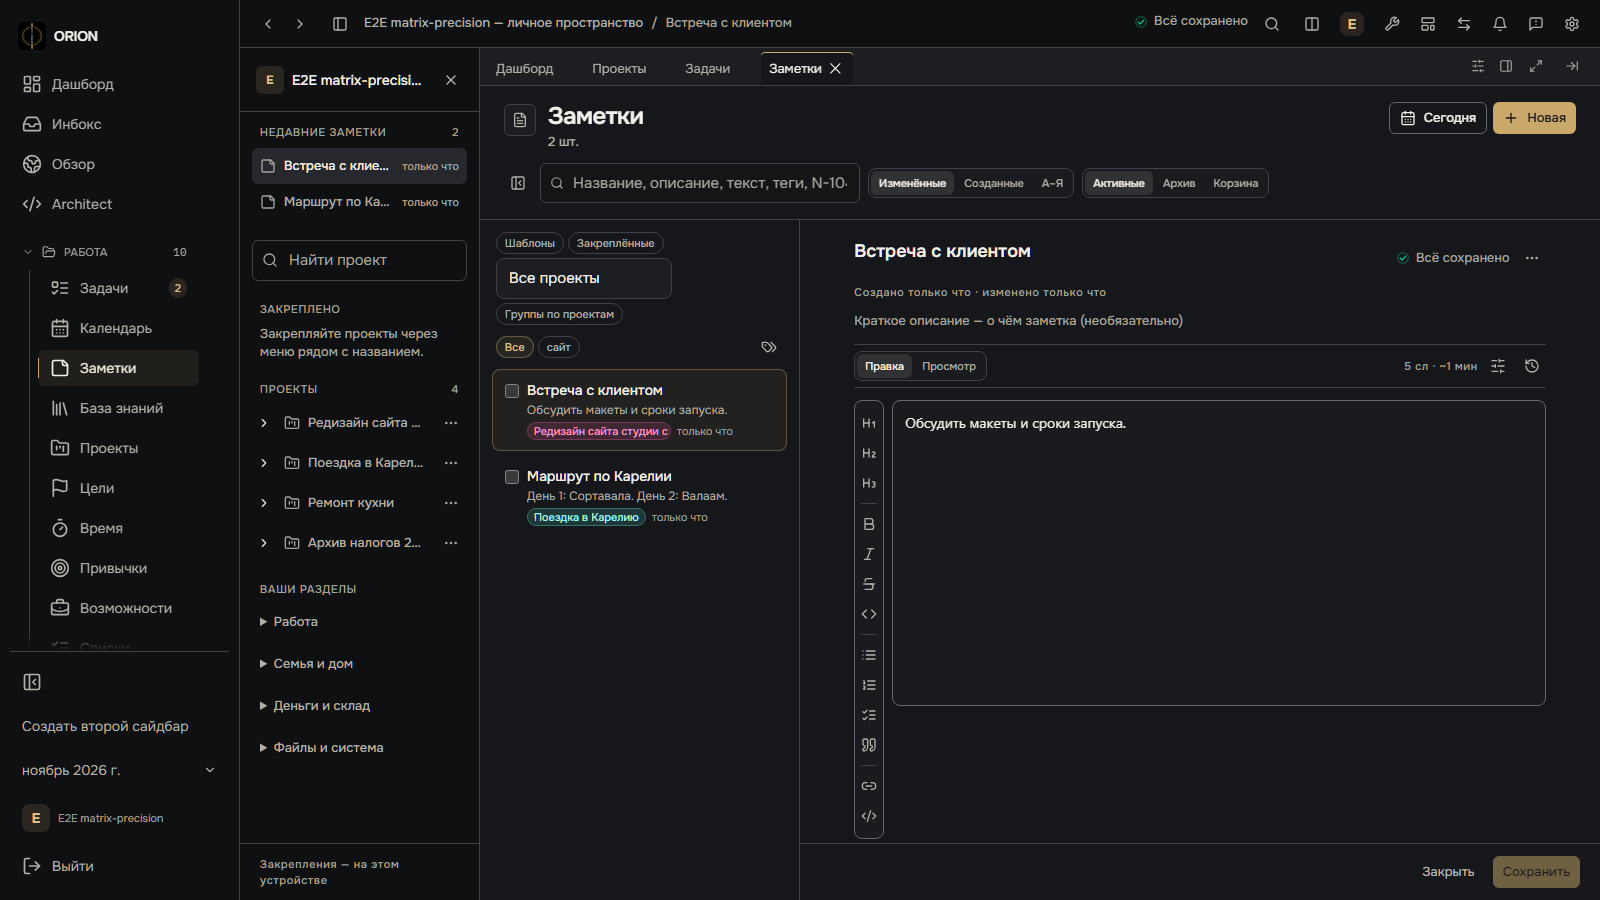 ORION
Дашборд
Инбокс
Обзор
Architect
РАБОТА 10
Задачи 2
Календарь
Заметки
База знаний
Проекты
Цели
Время
Привычки
Возможности
Списки
Создать второй сайдбар
ноябрь 2026 г.
E E2E matrix-precision
Выйти
E2E matrix-precision — личное пространство / Встреча с клиентом
Всё сохранено
E
E E2E matrix-precisi...
НЕДАВНИЕ ЗАМЕТКИ 2
Встреча с клие... только что
Маршрут по Ка... только что
Найти проект
ЗАКРЕПЛЕНО
Закрепляйте проекты через
меню рядом с названием.
ПРОЕКТЫ 4
Редизайн сайта ...
Поездка в Карел...
Ремонт кухни
Архив налогов 2...
ВАШИ РАЗДЕЛЫ
Работа
Семья и дом
Деньги и склад
Файлы и система
Закрепления — на этом
устройстве
Дашборд Проекты Задачи Заметки
Заметки
2 шт.
Сегодня
Новая
Название, описание, текст, теги, N-10
Изменённые Созданные А–Я
Активные Архив Корзина
Шаблоны Закреплённые
Все проекты
Группы по проектам
Все сайт
Встреча с клиентом
Обсудить макеты и сроки запуска.
Редизайн сайта студии с только что
Маршрут по Карелии
День 1: Сортавала. День 2: Валаам.
Поездка в Карелию только что
Встреча с клиентом
Всё сохранено
Создано только что · изменено только что
Краткое описание — о чём заметка (необязательно)
Правка Просмотр
5 сл · ~1 мин
H1
H2
H3
Обсудить макеты и сроки запуска.
Закрыть
Сохранить